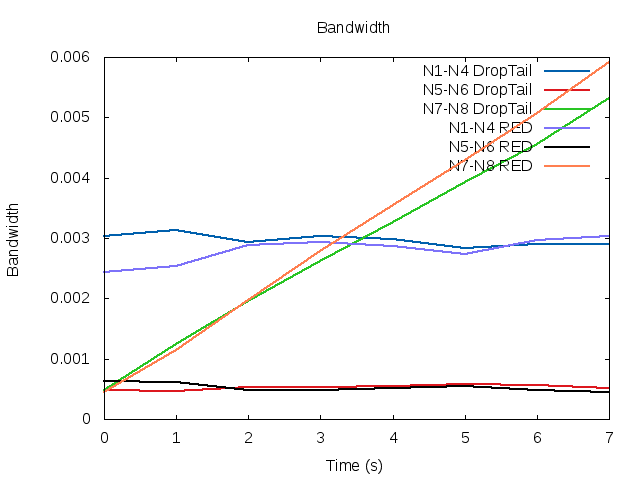 Bandwidth
0.006
0.005
0.004
0.003
0.002
0.001
0
Bandwidth
N1-N4 DropTail
N5-N6 DropTail
N7-N8 DropTail
N1-N4 RED
N5-N6 RED
N7-N8 RED
0 1 2 3 4 5 6 7
Time (s)